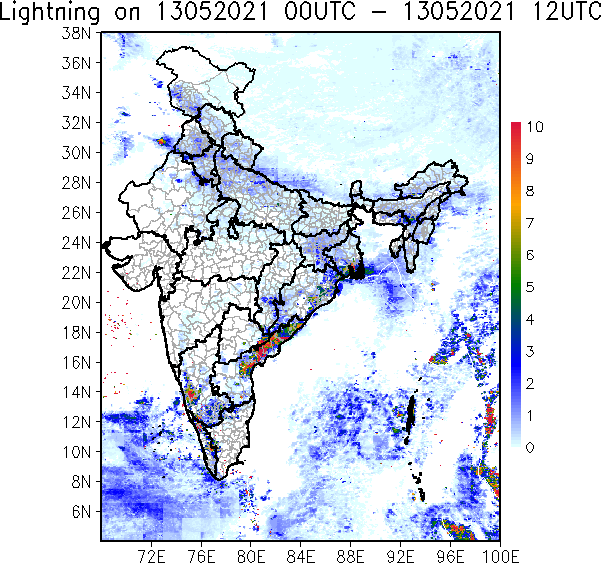 Lightning on 13052021 00UTC – 13052021 12UTC
38N
36N
34N
32N
30N
28N
26N
24N
22N
20N
18N
16N
14N
12N
10N
8N
6N
72E 76E 80E 84E 88E 92E 96E 100E
10
9
8
7
6
5
4
3
2
1
0